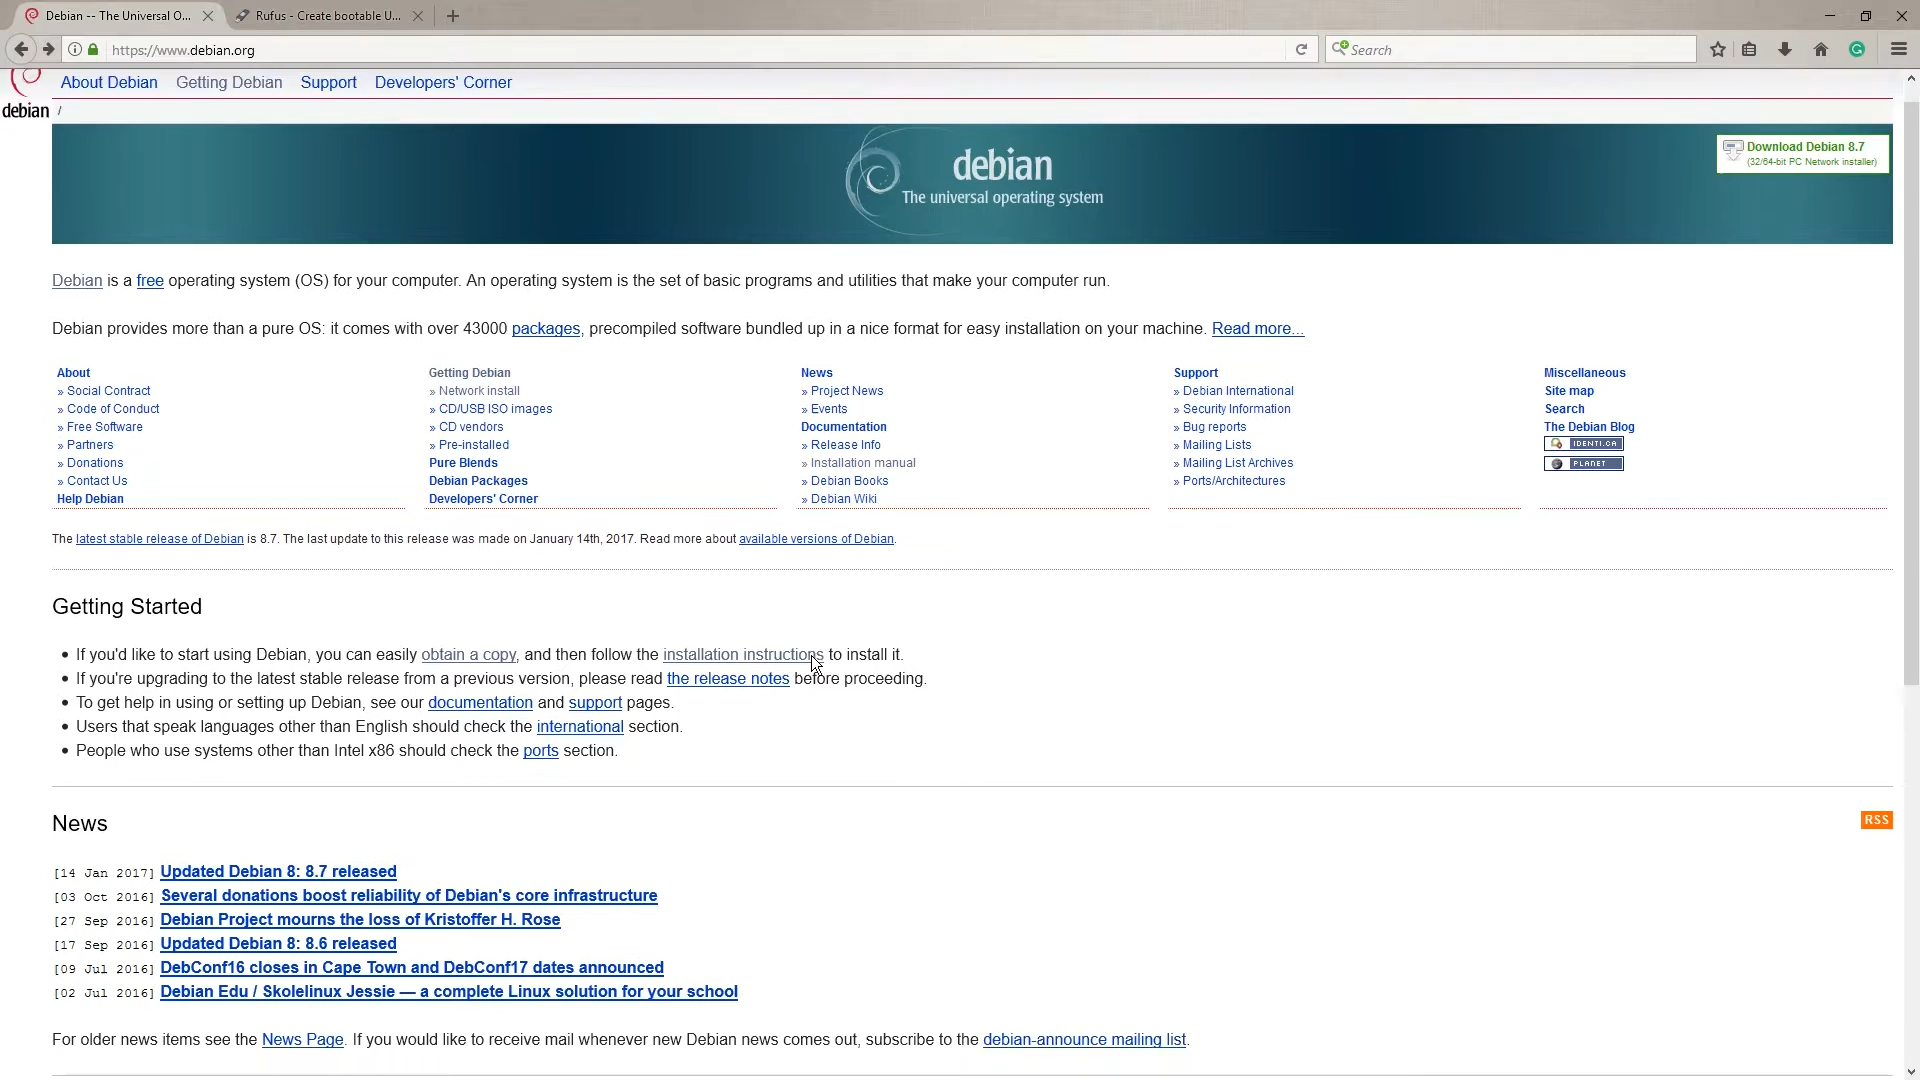 Debian -- The Universal O...
Rufus - Create bootable U...
https://www.debian.org
Search
debian
About Debian
Getting Debian
Support
Developers' Corner
/
debian
The universal operating system
Download Debian 8.7
(32/64-bit PC Network installer)
Debian is a free operating system (OS) for your computer. An operating system is the set of basic programs and utilities that make your computer run.
Debian provides more than a pure OS: it comes with over 43000 packages, precompiled software bundled up in a nice format for easy installation on your machine. Read more...
About
» Social Contract
» Code of Conduct
» Free Software
» Partners
» Donations
» Contact Us
Help Debian
Getting Debian
» Network install
» CD/USB ISO images
» CD vendors
» Pre-installed
Pure Blends
Debian Packages
Developers' Corner
News
» Project News
» Events
Documentation
» Release Info
» Installation manual
» Debian Books
» Debian Wiki
Support
» Debian International
» Security Information
» Bug reports
» Mailing Lists
» Mailing List Archives
» Ports/Architectures
Miscellaneous
Site map
Search
The Debian Blog
IDENTI.CA
PLANET
The latest stable release of Debian is 8.7. The last update to this release was made on January 14th, 2017. Read more about available versions of Debian.
Getting Started
• If you'd like to start using Debian, you can easily obtain a copy, and then follow the installation instructions to install it.
• If you're upgrading to the latest stable release from a previous version, please read the release notes before proceeding.
• To get help in using or setting up Debian, see our documentation and support pages.
• Users that speak languages other than English should check the international section.
• People who use systems other than Intel x86 should check the ports section.
News
RSS
[14 Jan 2017] Updated Debian 8: 8.7 released
[03 Oct 2016] Several donations boost reliability of Debian's core infrastructure
[27 Sep 2016] Debian Project mourns the loss of Kristoffer H. Rose
[17 Sep 2016] Updated Debian 8: 8.6 released
[09 Jul 2016] DebConf16 closes in Cape Town and DebConf17 dates announced
[02 Jul 2016] Debian Edu / Skolelinux Jessie — a complete Linux solution for your school
For older news items see the News Page. If you would like to receive mail whenever new Debian news comes out, subscribe to the debian-announce mailing list.